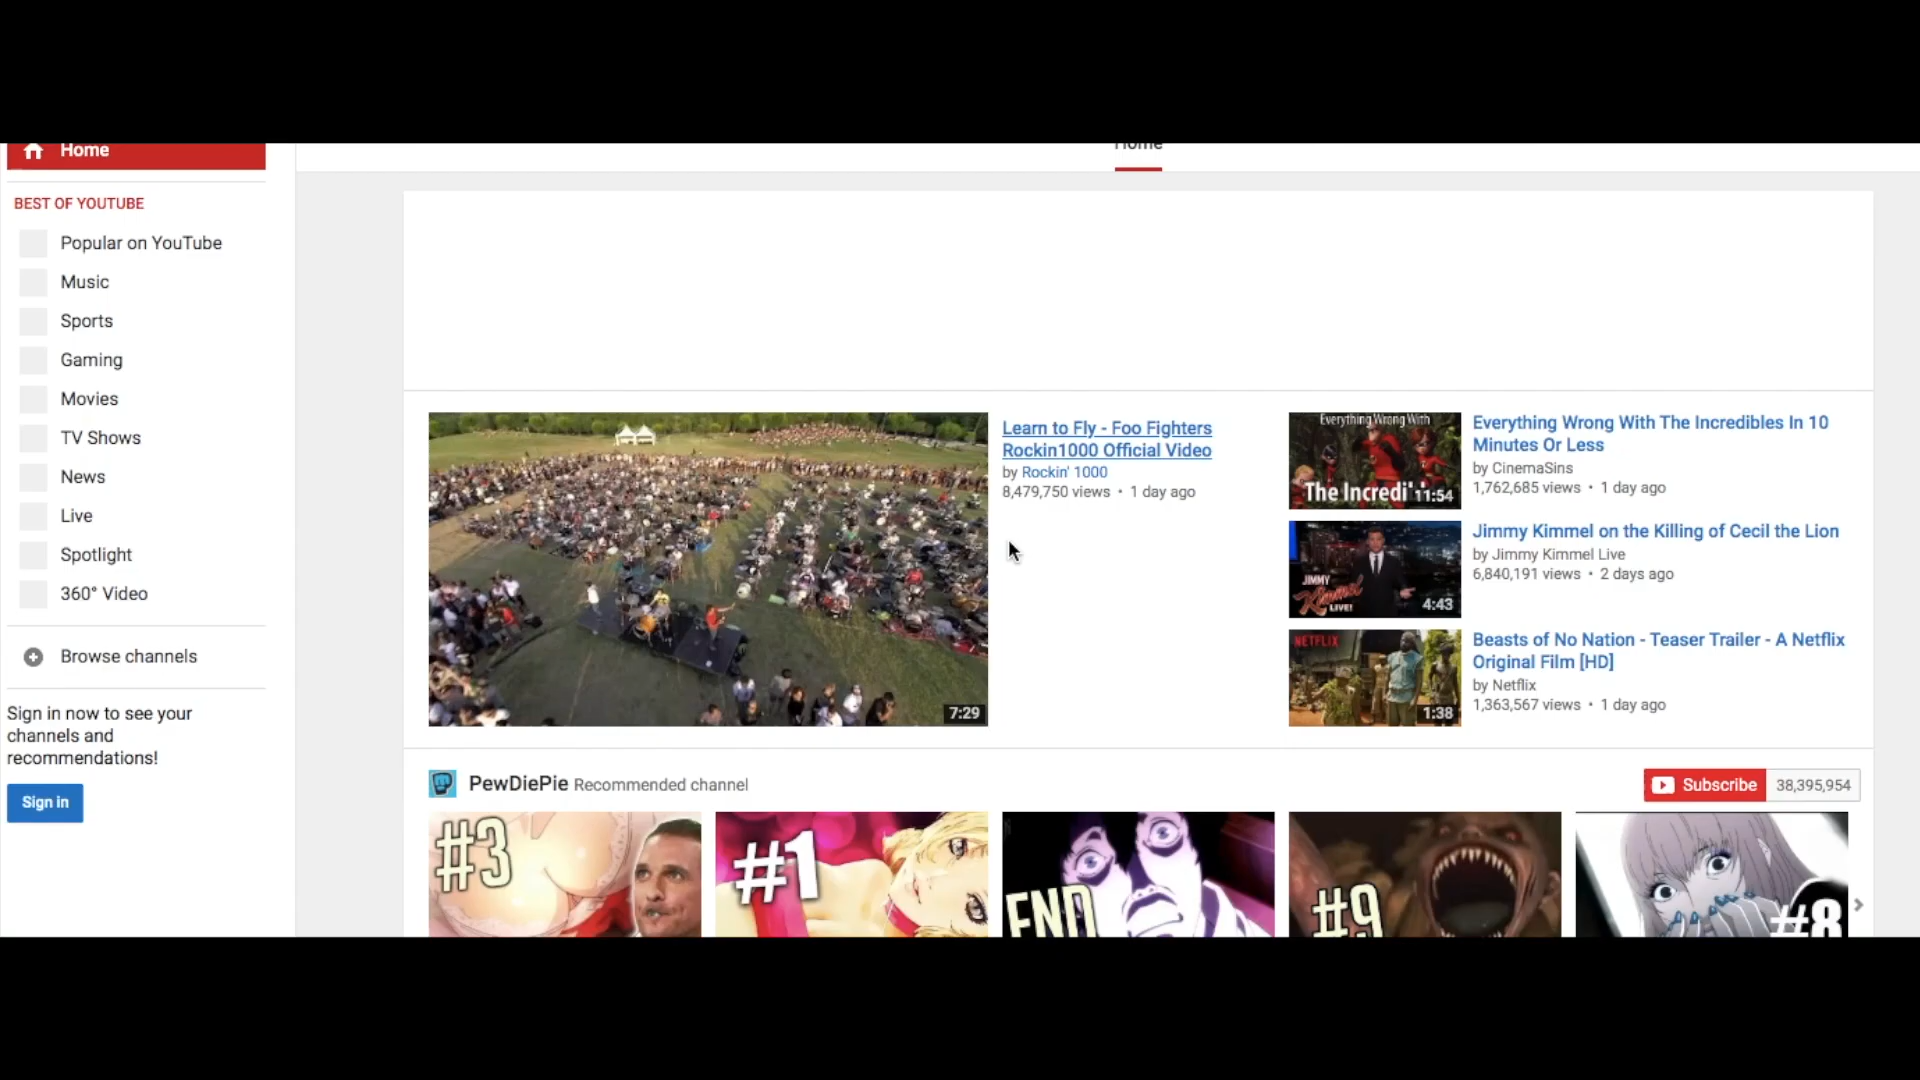 Home
BEST OF YOUTUBE
Popular on YouTube
Music
Sports
Gaming
Movies
TV Shows
News
Live
Spotlight
360° Video
Browse channels
Sign in now to see your
channels and
recommendations!
Sign in
Home
7:29
Learn to Fly - Foo Fighters
Rockin1000 Official Video
by Rockin' 1000
8,479,750 views • 1 day ago
Everything Wrong With
The Incredi
11:54
Everything Wrong With The Incredibles In 10
Minutes Or Less
by CinemaSins
1,762,685 views • 1 day ago
JIMMY
Kimmel
LIVE!
4:43
Jimmy Kimmel on the Killing of Cecil the Lion
by Jimmy Kimmel Live
6,840,191 views • 2 days ago
NETFLIX
1:38
Beasts of No Nation - Teaser Trailer - A Netflix
Original Film [HD]
by Netflix
1,363,567 views • 1 day ago
PewDiePie Recommended channel
Subscribe 38,395,954
#3
#1
END
#9
#8